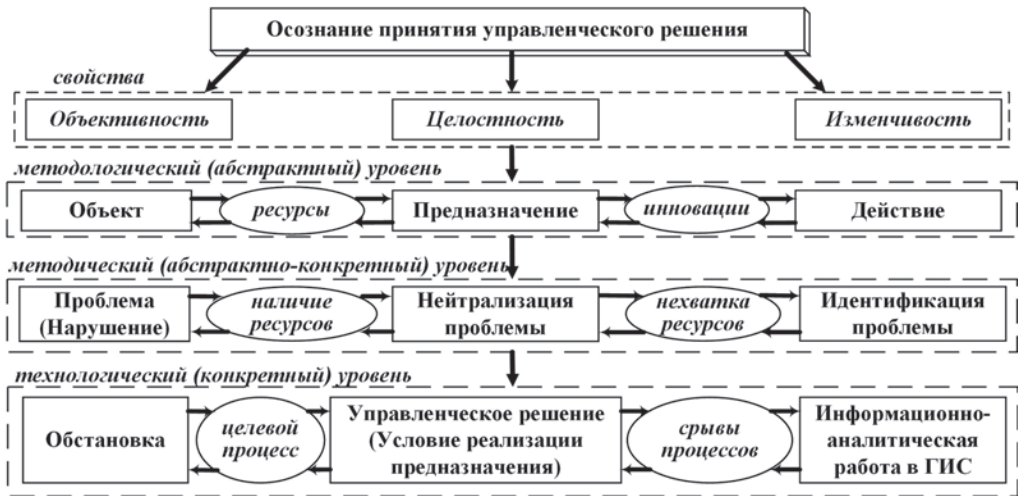 Осознание принятия управленческого решения
свойства
Объективность
Целостность
Изменчивость
методологический (абстрактный) уровень
Объект
ресурсы
Предназначение
инновации
Действие
методический (абстрактно-конкретный) уровень
Проблема
(Нарушение)
наличие
ресурсов
Нейтрализация
проблемы
нехватка
ресурсов
Идентификация
проблемы
технологический (конкретный) уровень
Обстановка
целевой
процесс
Управленческое решение
(Условие реализации
предназначения)
срывы
процессов
Информационно-
аналитическая
работа в ГИС